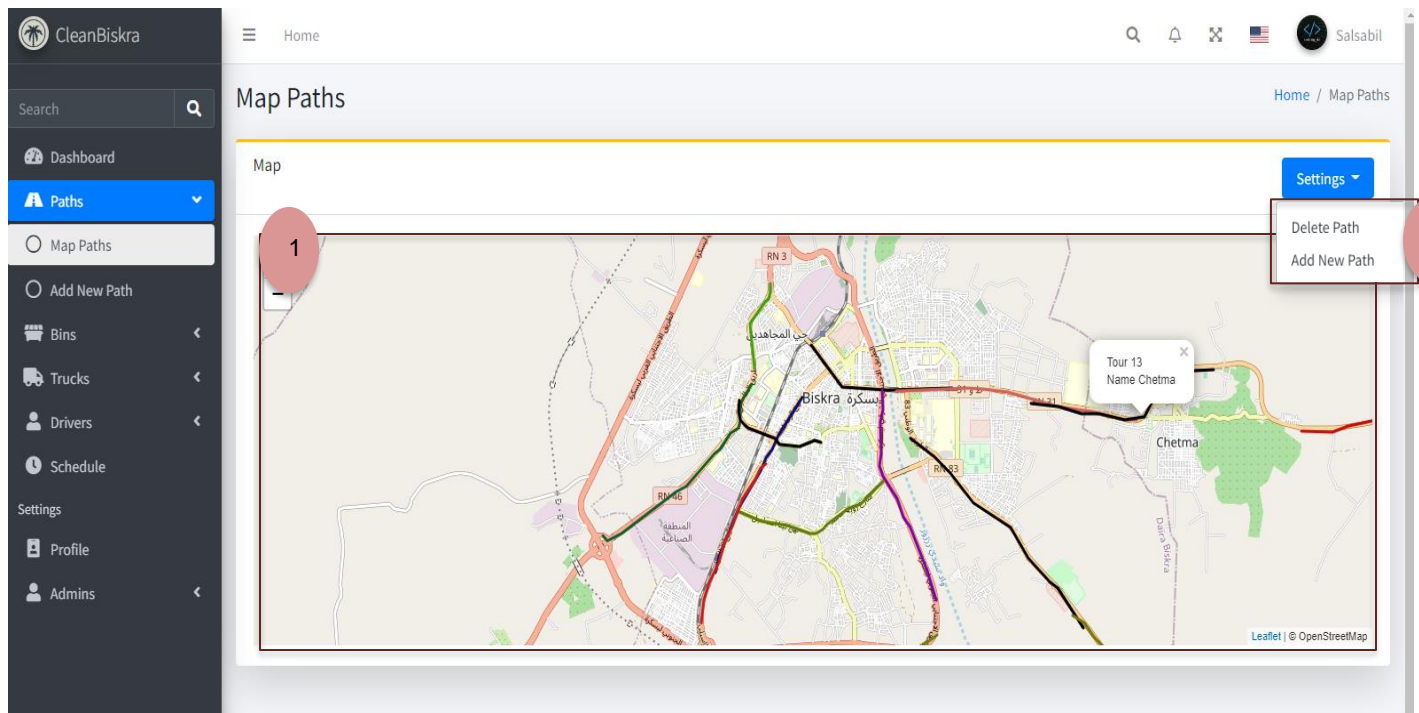 CleanBiskra
Home
Salsabil
Search
Map Paths
Home / Map Paths
Dashboard
Map
Settings
Paths
Delete Path
Map Paths
1
Add New Path
RN 3
Add New Path
Bins
حي المجاهدين
Tour 13
Name Chetma
Trucks
Biskra بسكرة
RN 31
Drivers
Chetma
Schedule
RN 83
RN 46
Settings
المنطقة
الصناعية
Profile
Daira Biskra
Admins
Leaflet | © OpenStreetMap